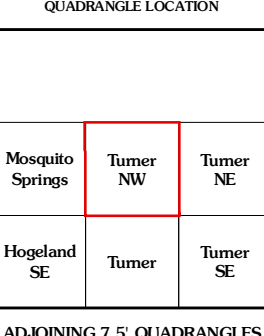 QUADRANGLE LOCATION
Mosquito
Springs
Turner
NW
Turner
NE
Hogeland
SE
Turner
Turner
SE
ADJOINING 7.5' QUADRANGLES